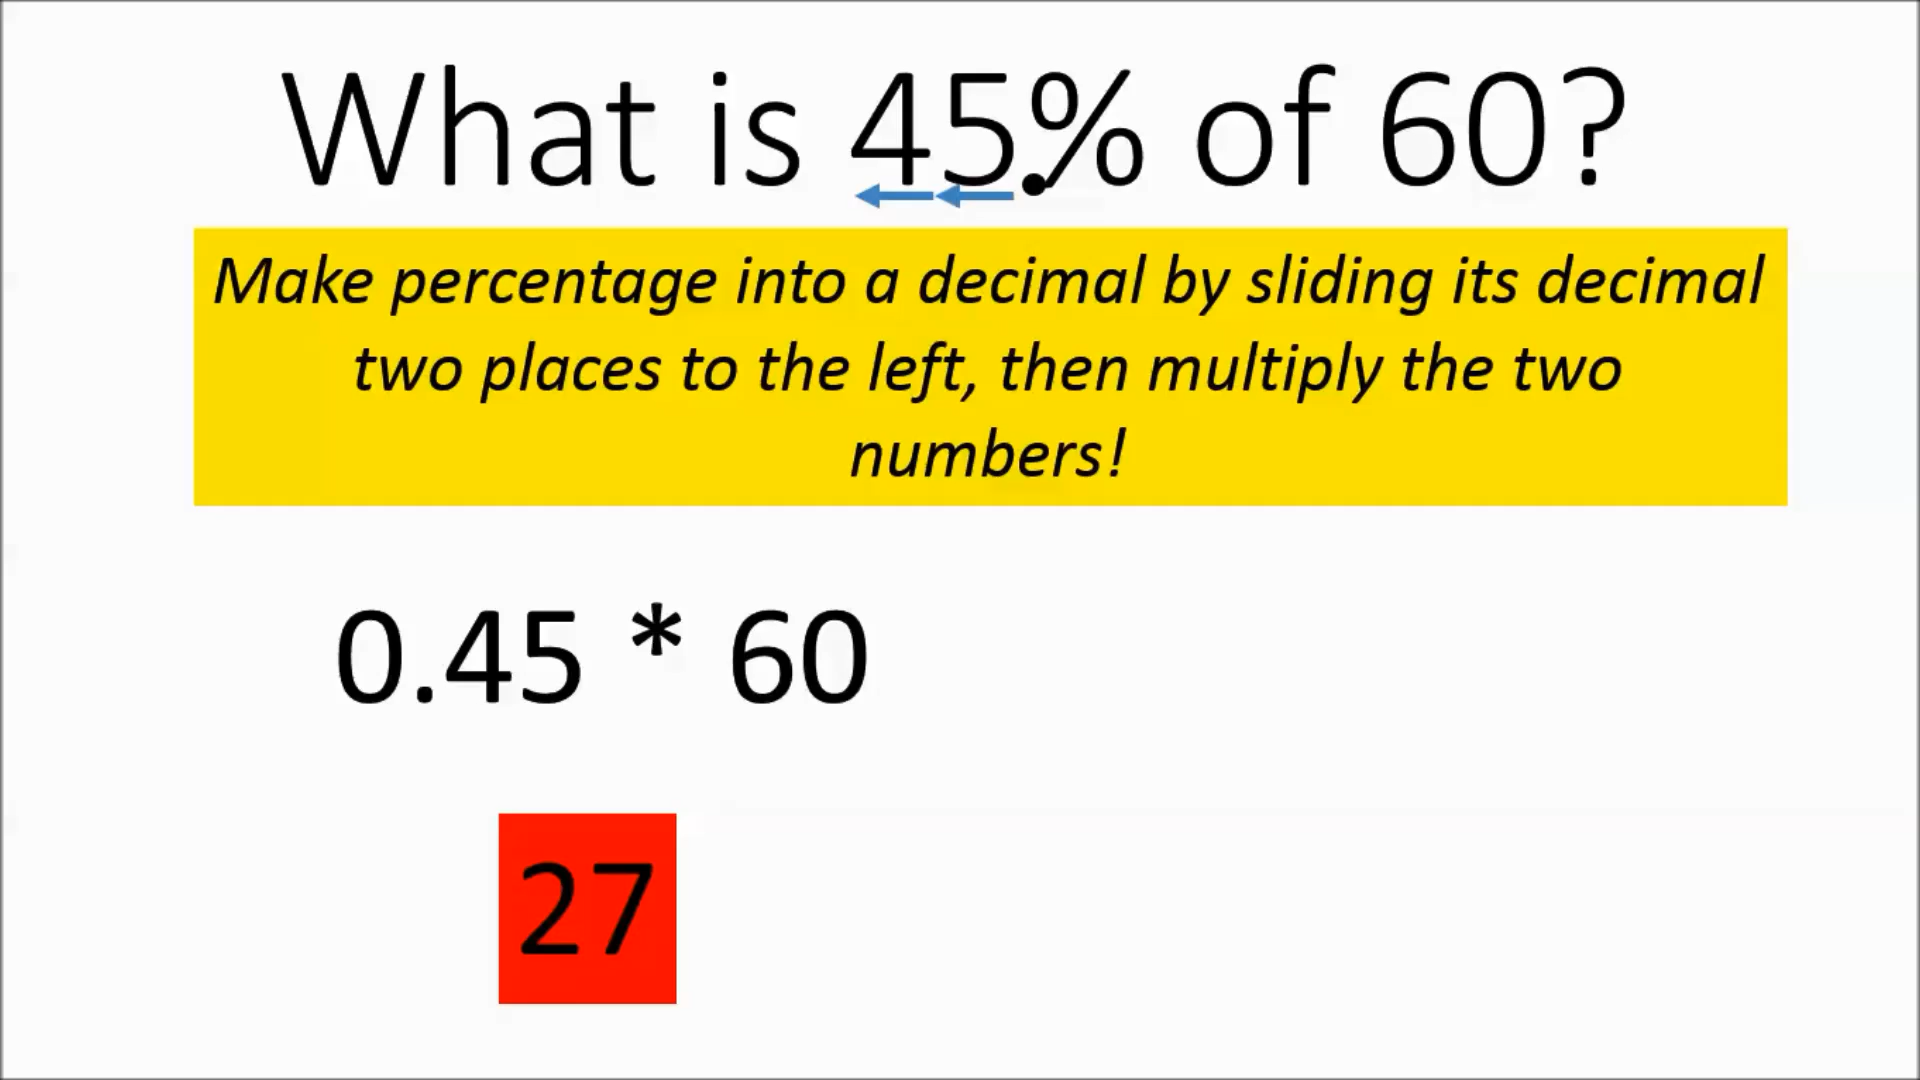 What is 45.% of 60?
Make percentage into a decimal by sliding its decimal
two places to the left, then multiply the two
numbers!
0.45 * 60
27